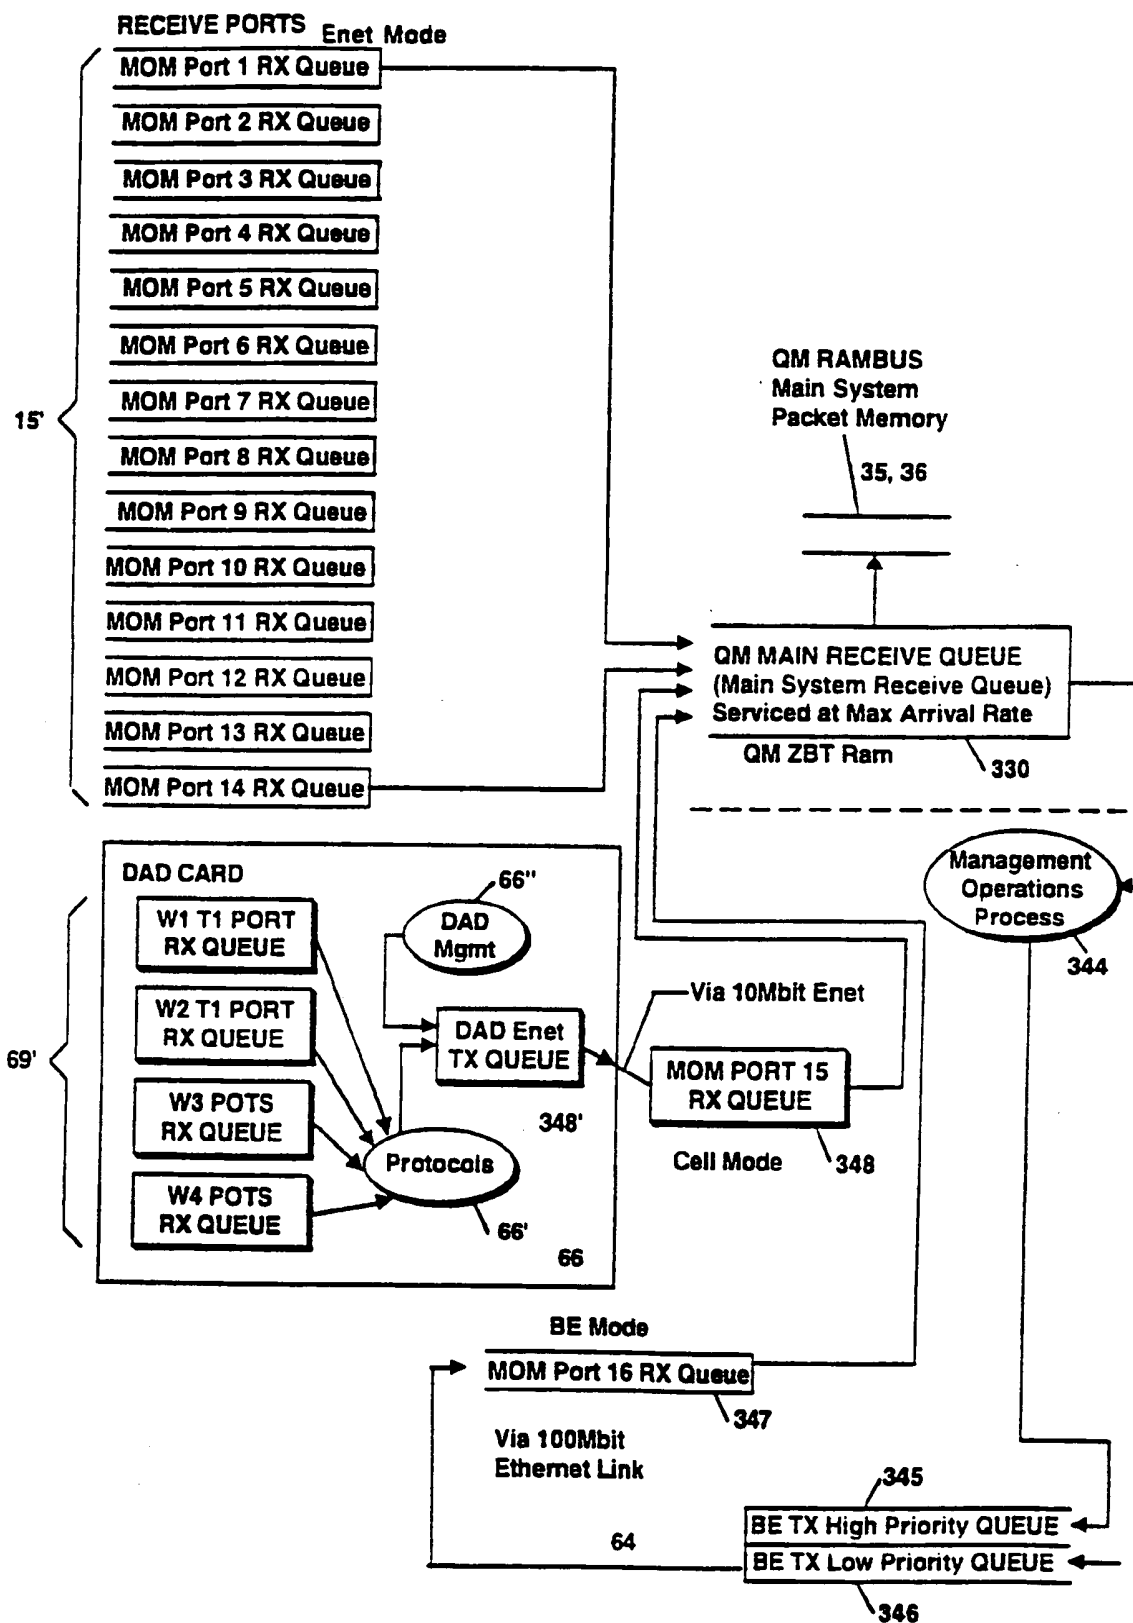 RECEIVE PORTS
Enet Mode
MOM Port 1 RX Queue
MOM Port 2 RX Queue
MOM Port 3 RX Queue
MOM Port 4 RX Queue
MOM Port 5 RX Queue
MOM Port 6 RX Queue
MOM Port 7 RX Queue
MOM Port 8 RX Queue
MOM Port 9 RX Queue
MOM Port 10 RX Queue
MOM Port 11 RX Queue
MOM Port 12 RX Queue
MOM Port 13 RX Queue
MOM Port 14 RX Queue
15'
QM RAMBUS
Main System
Packet Memory
35, 36
QM MAIN RECEIVE QUEUE
(Main System Receive Queue)
Serviced at Max Arrival Rate
QM ZBT Ram
330
Management
Operations
Process
344
DAD CARD
W1 T1 PORT
RX QUEUE
W2 T1 PORT
RX QUEUE
W3 POTS
RX QUEUE
W4 POTS
RX QUEUE
69'
66"
DAD
Mgmt
DAD Enet
TX QUEUE
348'
Protocols
66'
66
Via 10Mbit Enet
MOM PORT 15
RX QUEUE
Cell Mode
348
BE Mode
MOM Port 16 RX Queue
347
Via 100Mbit
Ethernet Link
64
345
BE TX High Priority QUEUE
BE TX Low Priority QUEUE
346